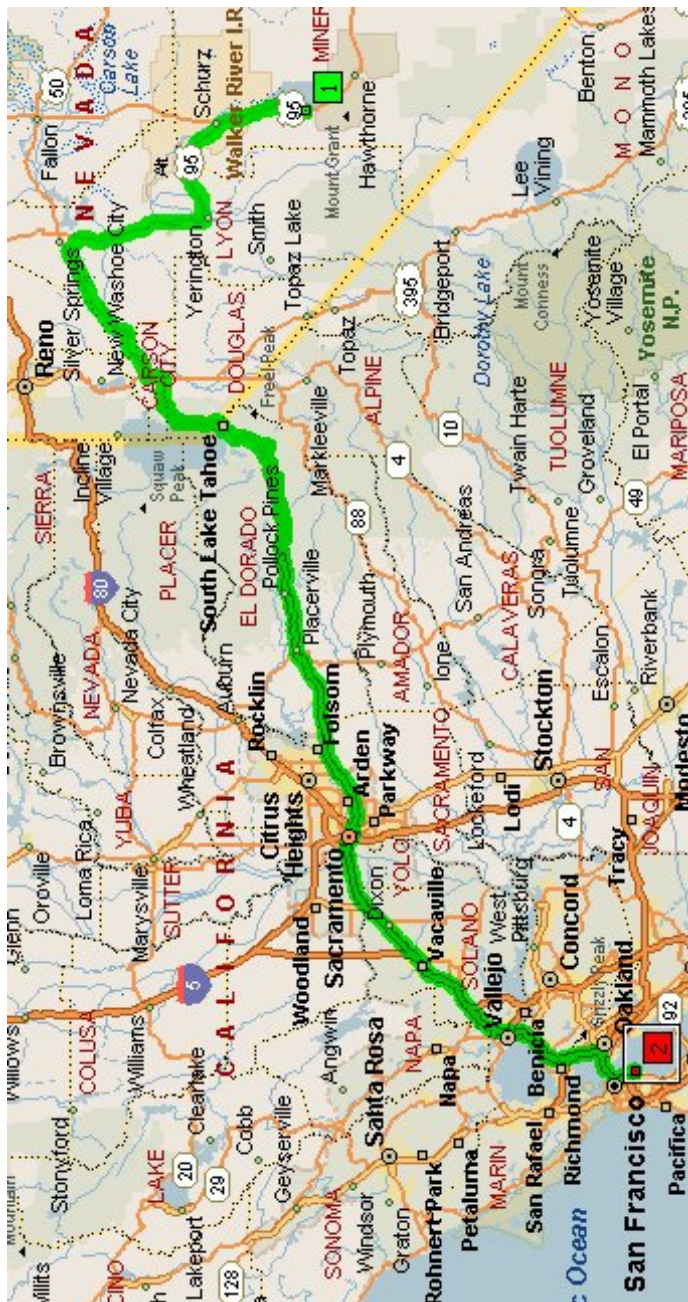 Mountain
Willits
Willows
Glenn
Stonyford
Oroville
Brownsville
SIERRA
Reno
50
Fallon
Carson
Lake
NEVADA
COLUSA
Loma Rica
NEVADA
80
Incline
Village
Silver Springs
LAKE
Williams
YUBA
Nevada City
New Washoe City
Lakeport
20
Clearlake
Marysville
Colfax
Squaw
Peak
PLACER
CARSON
CITY
At
Schurz
128
29
Cobb
5
SUTTER
Wheatland
Auburn
Yerington
95
Walker River I.R.
CALIFORNIA
Geyserville
Rocklin
South Lake Tahoe
LYON
DOUGLAS
Smith
95
MINER
1
SONOMA
Angwin
Woodland
Citrus
Heights
EL DORADO
Pollock Pines
Freel Peak
Topaz Lake
Mount Grant
Windsor
Santa Rosa
Sacramento
Folsom
Placerville
Markleeville
Topaz
Hawthorne
Graton
NAPA
Dixon
Arden
Parkway
88
Plymouth
ALPINE
395
Rohnert Park
Napa
YOLO
Vacaville
AMADOR
4
Bridgeport
Petaluma
MARIN
SOLANO
SACRAMENTO
Ione
10
Dorothy Lake
Lee
Vining
San Rafael
Vallejo
Lockeford
San Andreas
Mount
Conness
Benicia
West
Pittsburg
Lodi
CALAVERAS
Twain Harte
Richmond
Concord
Stockton
Sonora
TUOLUMNE
Yosemite
Village
Benton
c Ocean
Grizzly Peak
4
SAN
Tuolumne
Groveland
MONO
San Francisco
Oakland
Tracy
JOAQUIN
Escalon
49
El Portal
Yosemite
N.P.
Mammoth Lakes
2
92
Riverbank
MARIPOSA
Pacifica
Modesto
395